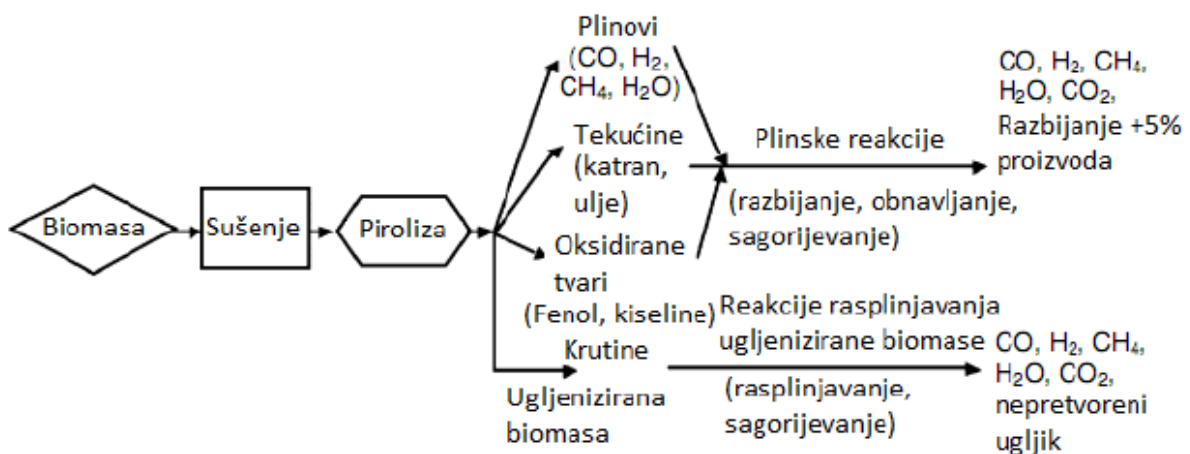 Biomasa
Sušenje
Piroliza
Plinovi
(CO, H₂,
CH₄, H₂O)
Tekućine
(katran,
ulje)
Oksidirane
tvari
(Fenol, kiseline)
Krutine
Ugljenizirana
biomasa
Plinske reakcije
(razbijanje, obnavljanje,
sagorijevanje)
Reakcije rasplinjavanja
ugljenizirane biomase
(rasplinjavanje,
sagorijevanje)
CO, H₂, CH₄,
H₂O, CO₂,
Razbijanje +5%
proizvoda
CO, H₂, CH₄,
H₂O, CO₂,
nepretvoreni
ugljik